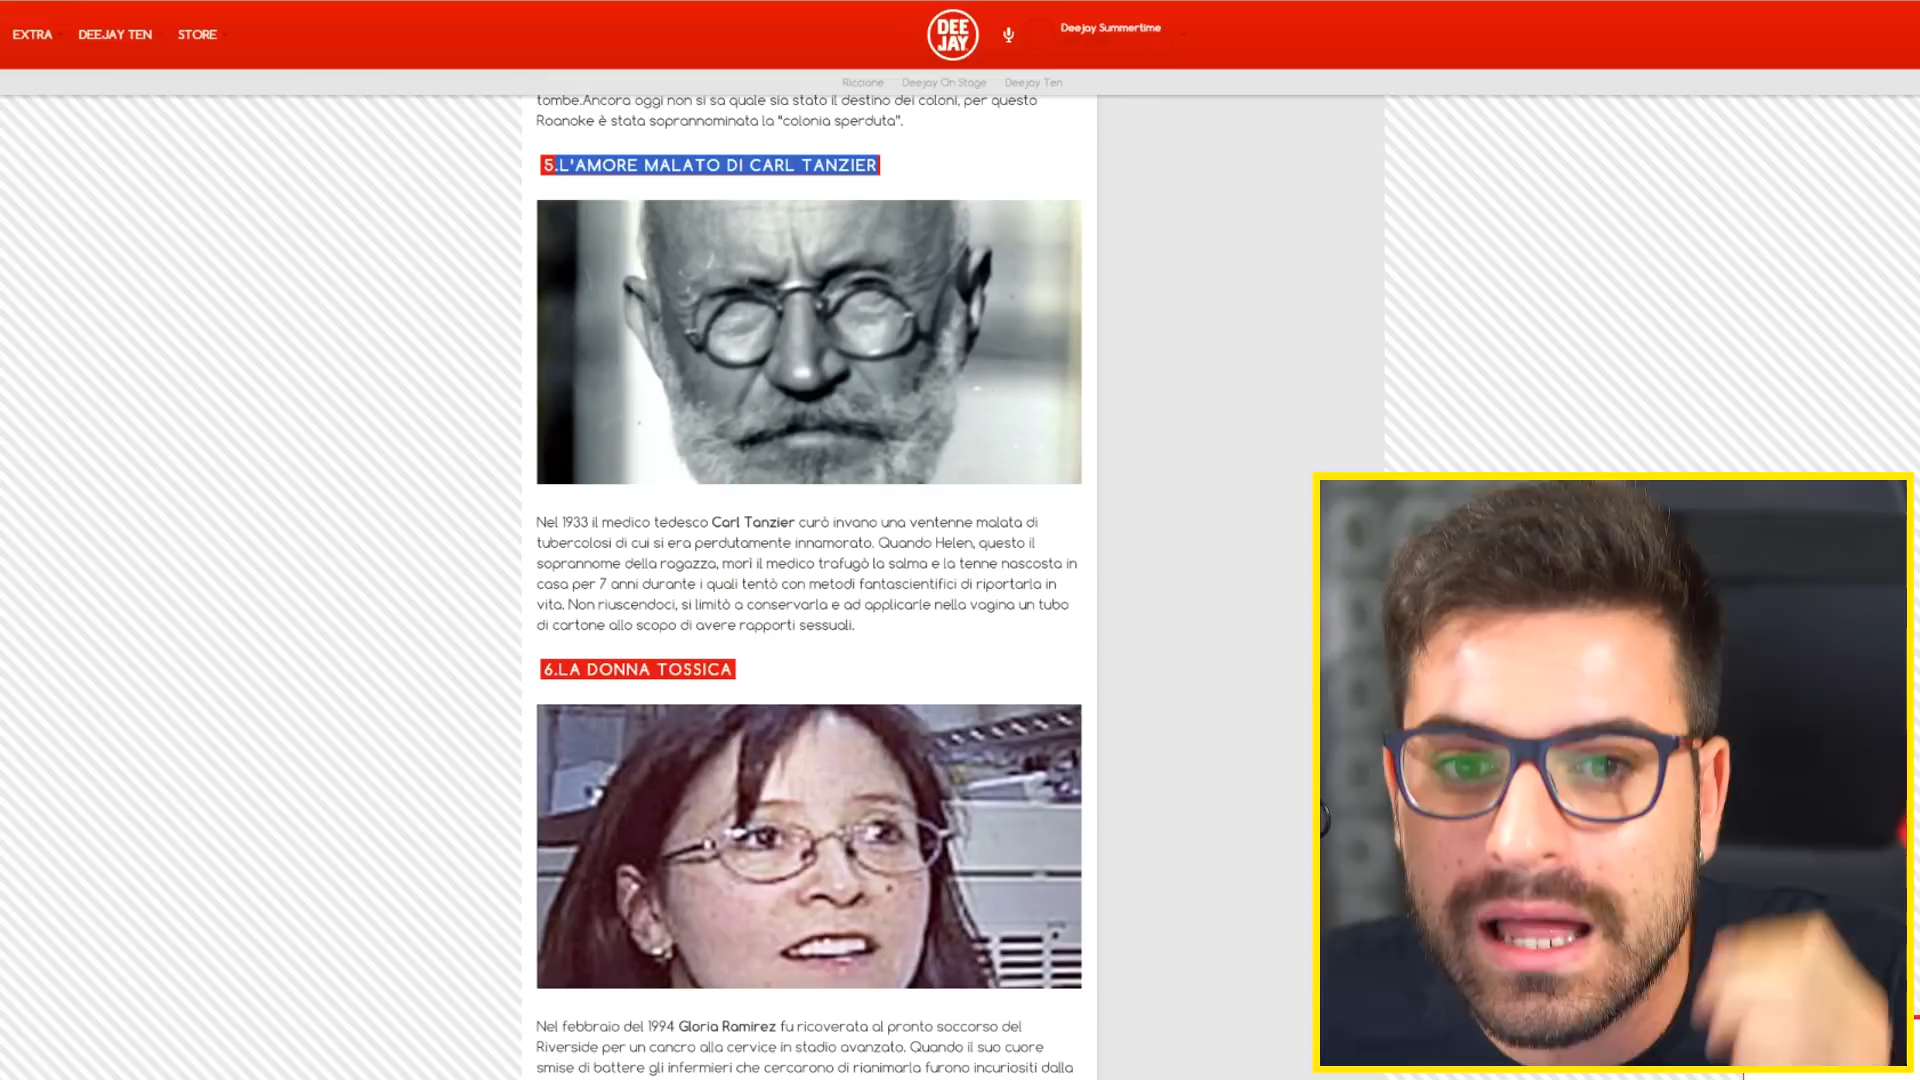 EXTRA
DEEJAY TEN
STORE
DEE
JAY
Deejay Summertime
Riccione
Deejay On Stage
Deejay Ten
tombe.Ancora oggi non si sa quale sia stato il destino dei coloni, per questo
Roanoke è stata soprannominata la “colonia sperduta”.
5.L'AMORE MALATO DI CARL TANZIER
Nel 1933 il medico tedesco Carl Tanzier curò invano una ventenne malata di
tubercolosi di cui si era perdutamente innamorato. Quando Helen, questo il
soprannome della ragazza, morì il medico trafugò la salma e la tenne nascosta in
casa per 7 anni durante i quali tentò con metodi fantascientifici di riportarla in
vita. Non riuscendoci, si limitò a conservarla e ad applicarle nella vagina un tubo
di cartone allo scopo di avere rapporti sessuali.
6.LA DONNA TOSSICA
Nel febbraio del 1994 Gloria Ramirez fu ricoverata al pronto soccorso del
Riverside per un cancro alla cervice in stadio avanzato. Quando il suo cuore
smise di battere gli infermieri che cercarono di rianimarla furono incuriositi dalla